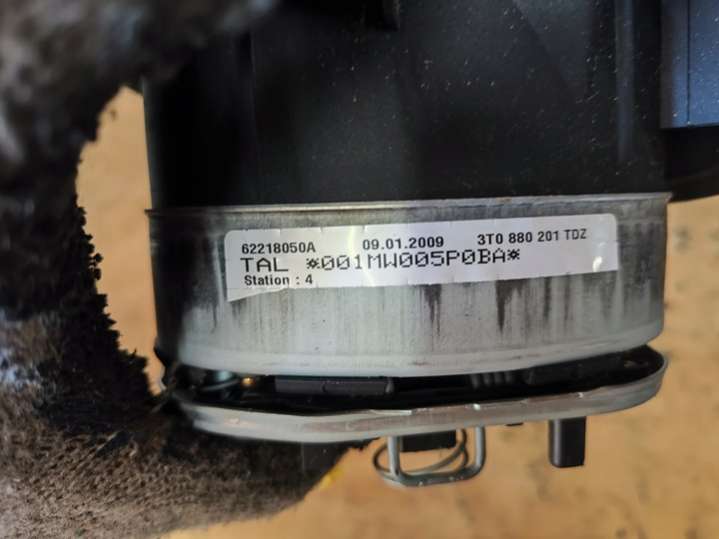 62218050A 09.01.2009 3T0 880 201 TDZ
TAL *001MW005P0BA*
Station : 4